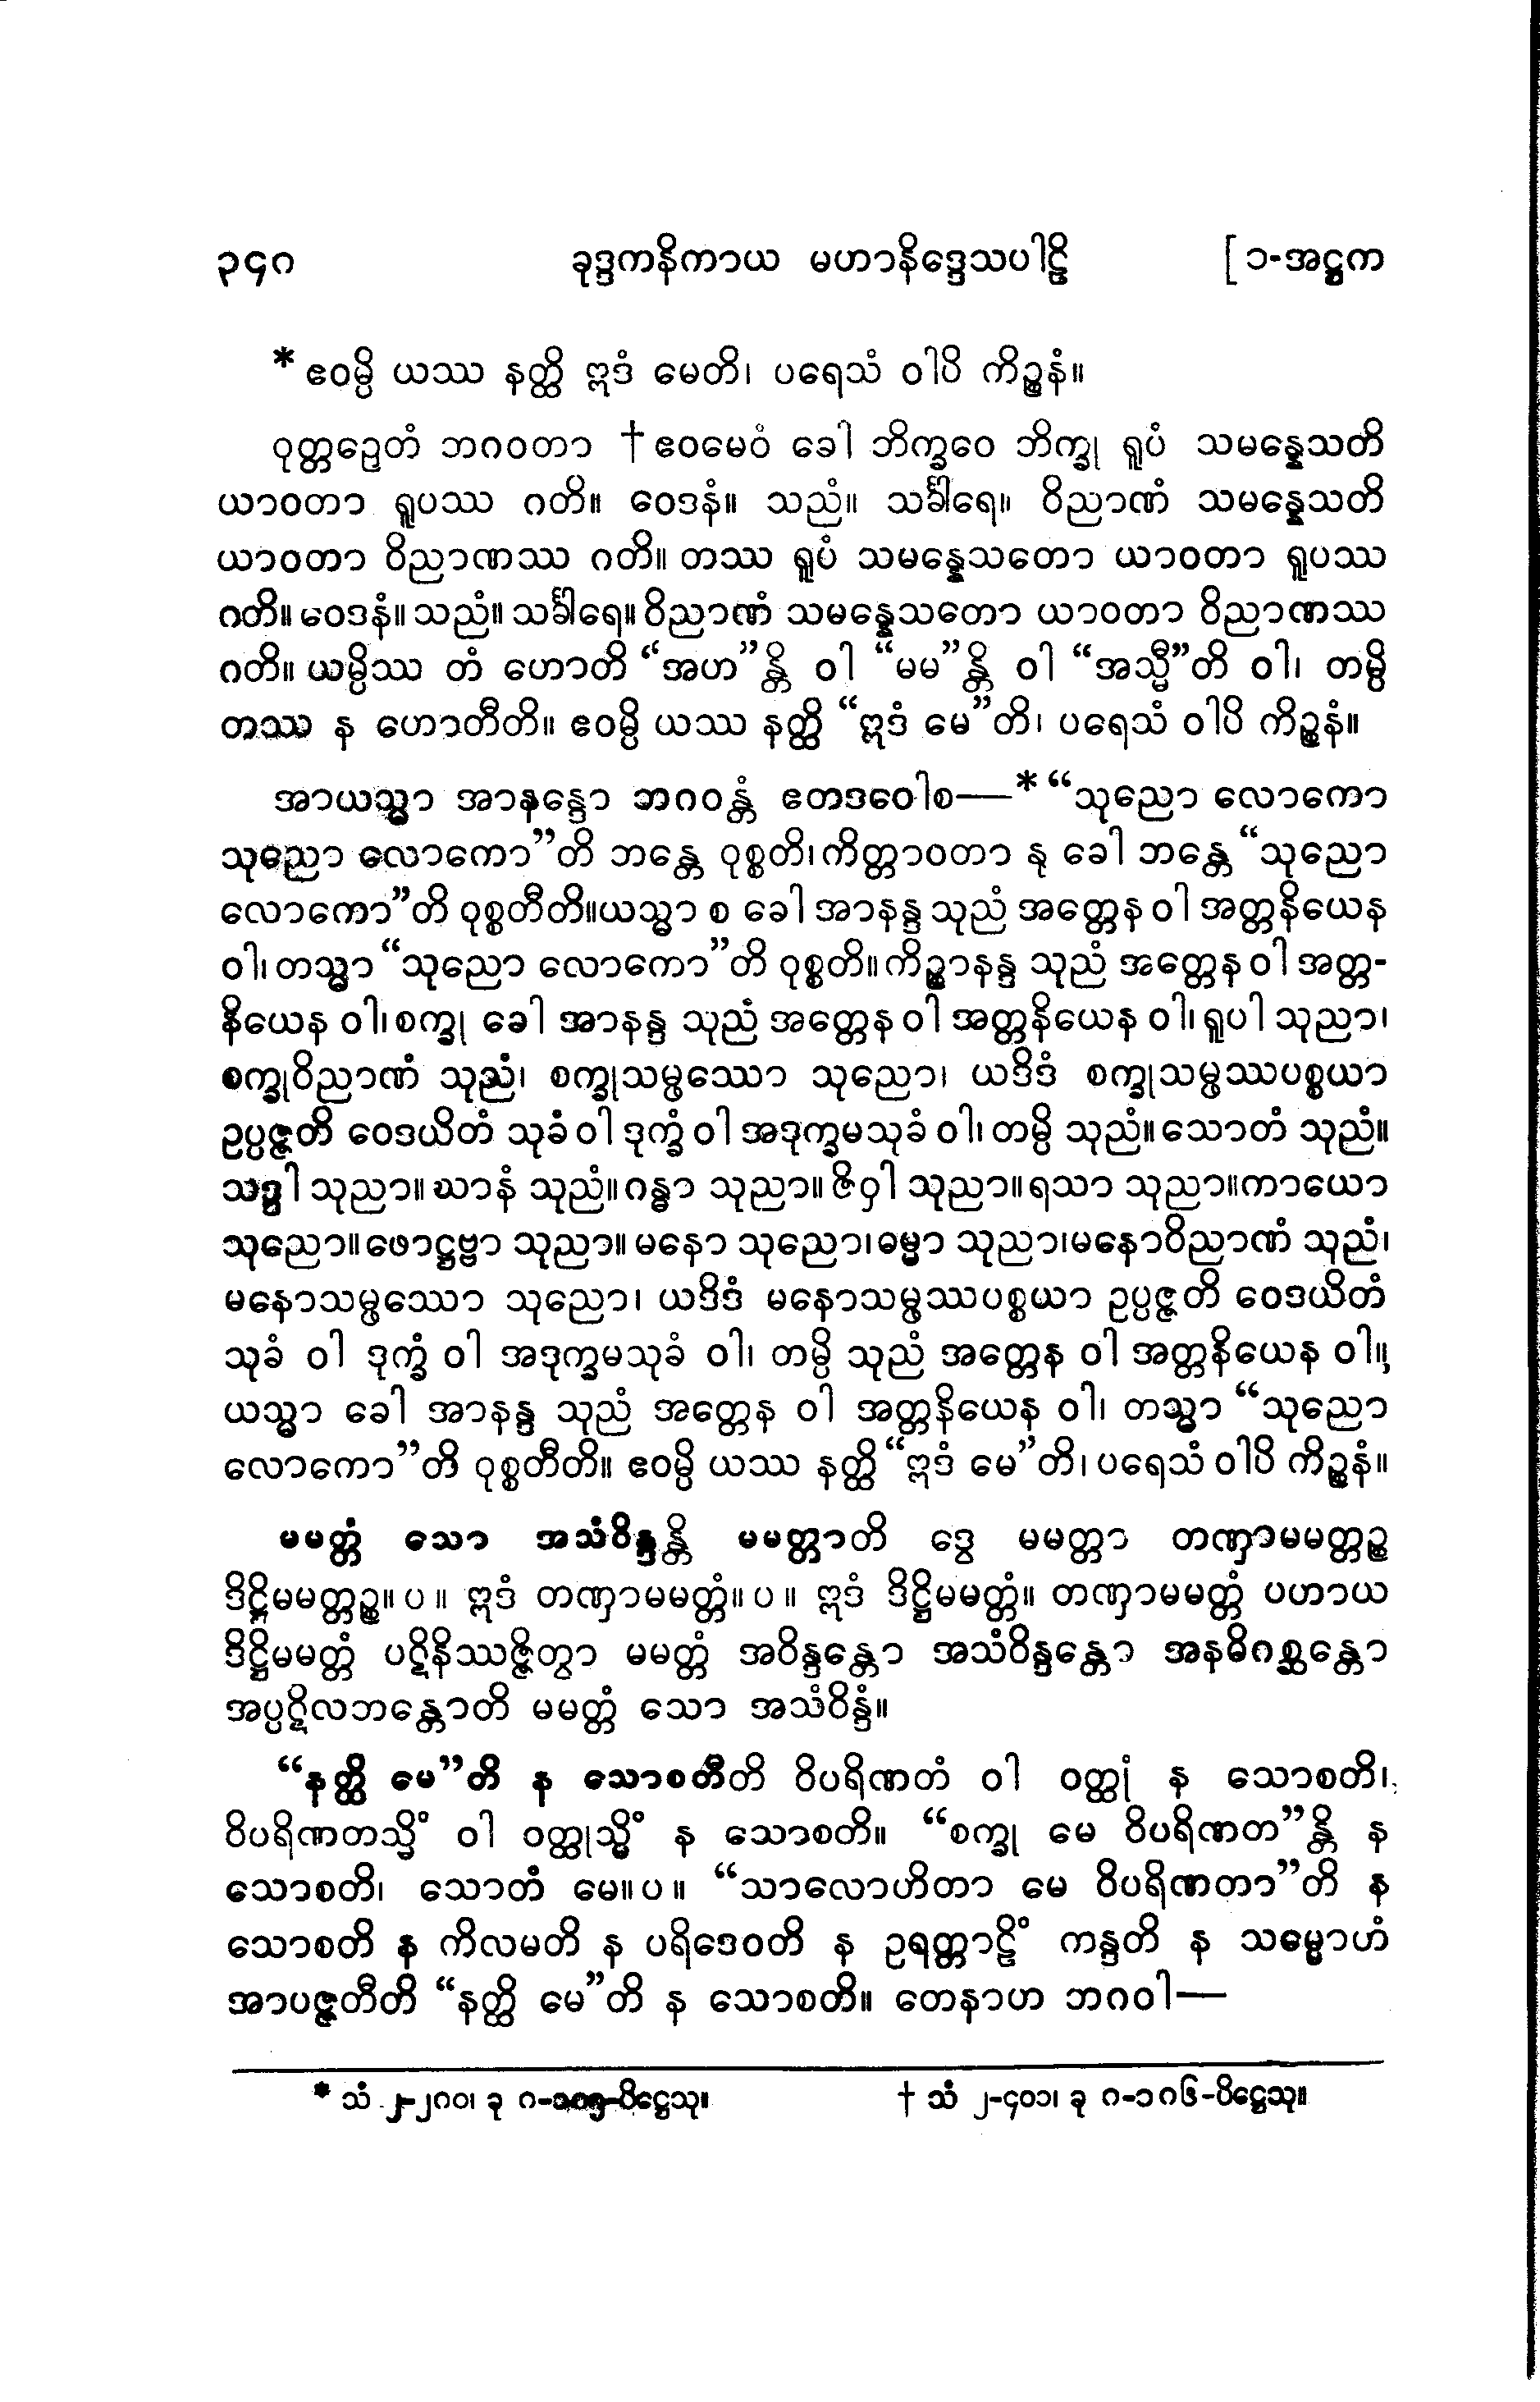 ၃၄၈ ခုဒ္ဒကနိကာယ မဟာနိဒ္ဒေသပါဠိ [ ၁-အဋ္ဌက
* ဧဝမ္ပိ ယဿ နတ္ထိ ဣဒံ မေတိ၊ ပရေသံ ဝါပိ ကိဉ္စနံ။
ဝုတ္တဉှေတံ ဘဂဝတာ † ဧဝမေဝံ ခေါ ဘိက္ခဝေ ဘိက္ခု ရူပံ သမန္နေသတိ
ယာဝတာ ရူပဿ ဂတိ။ ဝေဒနံ။ သညံ။ သင်္ခါရေ။ ဝိညာဏံ သမန္နေသတိ
ယာဝတာ ဝိညာဏဿ ဂတိ။ တဿ ရူပံ သမန္နေသတော ယာဝတာ ရူပဿ
ဂတိ။ ဝေဒနံ။ သညံ။ သင်္ခါရေ။ ဝိညာဏံ သမန္နေသတော ယာဝတာ ဝိညာဏဿ
ဂတိ။ ယမ္ပိဿ တံ ဟောတိ “အဟ”န္တိ ဝါ “မမ”န္တိ ဝါ “အသ္မီ”တိ ဝါ၊ တမ္ပိ
တဿ န ဟောတီတိ။ ဧဝမ္ပိ ယဿ နတ္ထိ “ဣဒံ မေ”တိ၊ ပရေသံ ဝါပိ ကိဉ္စနံ။
အာယသ္မာ အာနန္ဒော ဘဂဝန္တံ ဧတဒဝေါစ—* “သုညော လောကော
သုညော လောကော”တိ ဘန္တေ ဝုစ္စတိ၊ ကိတ္တာဝတာ နု ခေါ ဘန္တေ “သုညော
လောကော”တိ ဝုစ္စတီတိ။ ယသ္မာ စ ခေါ အာနန္ဒ သုညံ အတ္တေန ဝါ အတ္တနိယေန
ဝါ၊ တသ္မာ “သုညော လောကော”တိ ဝုစ္စတိ။ ကိဉ္စာနန္ဒ သုညံ အတ္တေန ဝါ အတ္တ-
နိယေန ဝါ၊ စက္ခု ခေါ အာနန္ဒ သုညံ အတ္တေန ဝါ အတ္တနိယေန ဝါ၊ ရူပါ သုညာ၊
စက္ခုဝိညာဏံ သုညံ၊ စက္ခုသမ္ဖဿော သုညော၊ ယဒိဒံ စက္ခုသမ္ဖဿပစ္စယာ
ဥပ္ပဇ္ဇတိ ဝေဒယိတံ သုခံ ဝါ ဒုက္ခံ ဝါ အဒုက္ခမသုခံ ဝါ၊ တမ္ပိ သုညံ။ သောတံ သုညံ။
သဒ္ဒါ သုညာ။ ဃာနံ သုညံ။ ဂန္ဓာ သုညာ။ ဇိဝှါ သုညာ။ ရသာ သုညာ။ ကာယော
သုညော။ ဖောဋ္ဌဗ္ဗာ သုညာ။ မနော သုညော၊ ဓမ္မာ သုညာ၊ မနောဝိညာဏံ သုညံ၊
မနောသမ္ဖဿော သုညော၊ ယဒိဒံ မနောသမ္ဖဿပစ္စယာ ဥပ္ပဇ္ဇတိ ဝေဒယိတံ
သုခံ ဝါ ဒုက္ခံ ဝါ အဒုက္ခမသုခံ ဝါ၊ တမ္ပိ သုညံ အတ္တေန ဝါ အတ္တနိယေန ဝါ။
ယသ္မာ ခေါ အာနန္ဒ သုညံ အတ္တေန ဝါ အတ္တနိယေန ဝါ၊ တသ္မာ “သုညော
လောကော”တိ ဝုစ္စတီတိ။ ဧဝမ္ပိ ယဿ နတ္ထိ “ဣဒံ မေ”တိ၊ ပရေသံ ဝါပိ ကိဉ္စနံ။
မမတ္တံ သော အသံဝိန္ဒန္တိ မမတ္တာတိ ဒွေ မမတ္တာ တဏှာမမတ္တဉ္စ
ဒိဋ္ဌိမမတ္တဉ္စ။ ပ ။ ဣဒံ တဏှာမမတ္တံ။ ပ ။ ဣဒံ ဒိဋ္ဌိမမတ္တံ။ တဏှာမမတ္တံ ပဟာယ
ဒိဋ္ဌိမမတ္တံ ပဋိနိဿဇ္ဇိတွာ မမတ္တံ အဝိန္ဒန္တော အသံဝိန္ဒန္တော အနဓိဂစ္ဆန္တော
အပ္ပဋိလဘန္တောတိ မမတ္တံ သော အသံဝိန္ဒံ။
“နတ္ထိ မေ”တိ န သောစတီတိ ဝိပရိဏတံ ဝါ ဝတ္ထုံ န သောစတိ၊
ဝိပရိဏတသ္မိံ ဝါ ဝတ္ထုသ္မိံ န သောစတိ။ “စက္ခု မေ ဝိပရိဏတ”န္တိ န
သောစတိ၊ သောတံ မေ။ ပ ။ “သာလောဟိတာ မေ ဝိပရိဏတာ”တိ န
သောစတိ န ကိလမတိ န ပရိဒေဝတိ န ဥရတ္တာဠိံ ကန္ဒတိ န သမ္မောဟံ
အာပဇ္ဇတီတိ “နတ္ထိ မေ”တိ န သောစတိ။ တေနာဟ ဘဂဝါ—
* သံ ၂-၂၈၀၊ ခု ဂ- ပိဋ္ဌေသု။ † သံ ၂-၄၀၁၊ ခု ဂ-၁၈၆-ပိဋ္ဌေသု။